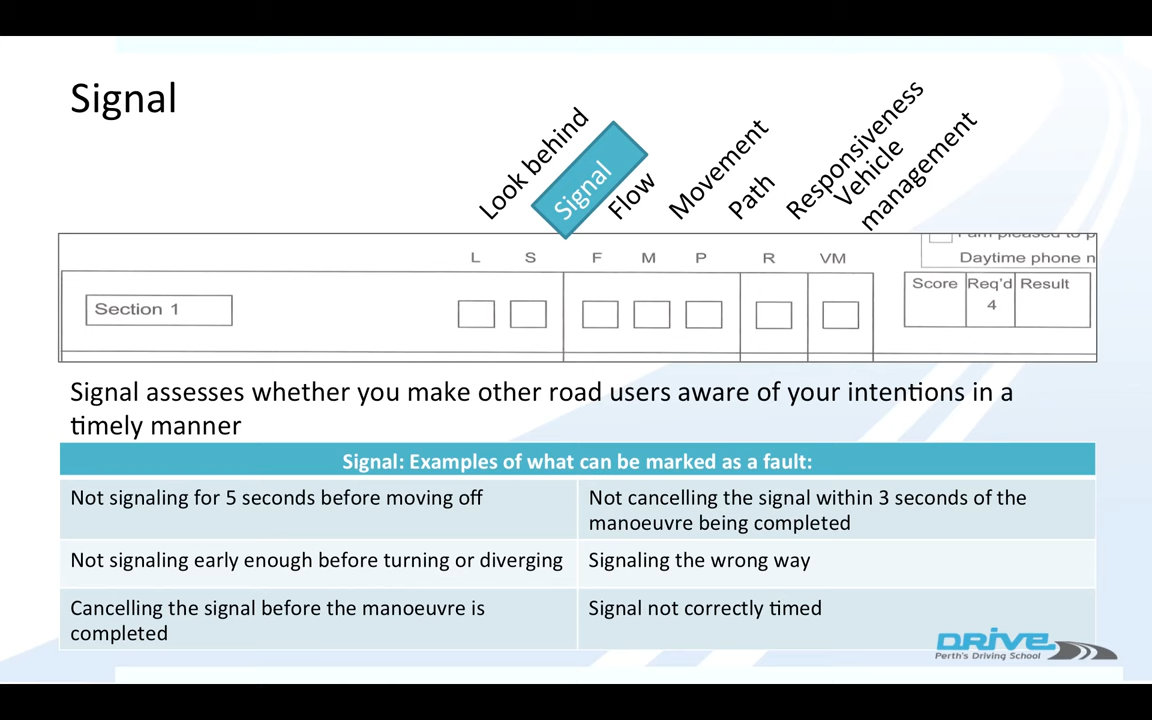 Signal
Look behind
Signal
Flow
Movement
Path
Responsiveness
Vehicle
management
L S F M P R VM
Daytime phone n
Section 1
Score Req'd Result
4
Signal assesses whether you make other road users aware of your intentions in a
timely manner
Signal: Examples of what can be marked as a fault:
Not signaling for 5 seconds before moving off
Not cancelling the signal within 3 seconds of the
manoeuvre being completed
Not signaling early enough before turning or diverging
Signaling the wrong way
Cancelling the signal before the manoeuvre is
completed
Signal not correctly timed
DRIVE
Perth's Driving School